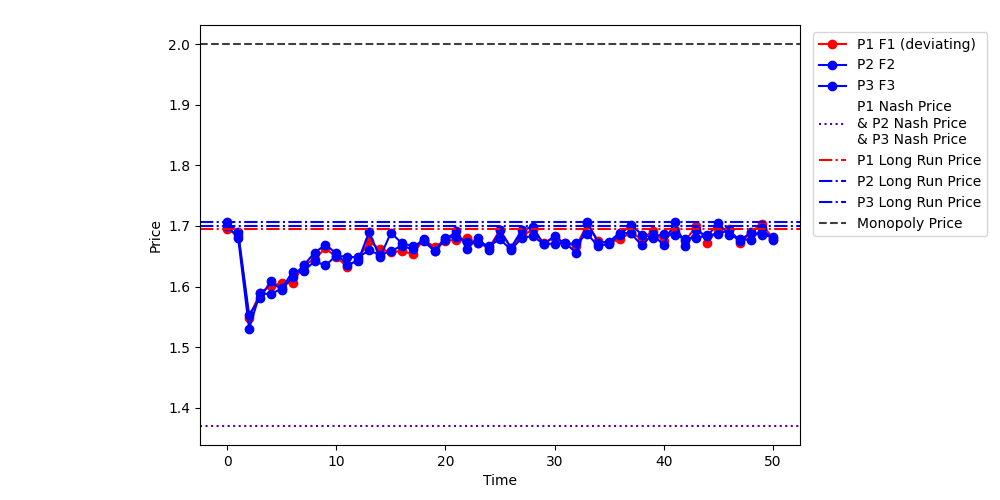 2.0
1.9
1.8
1.7
1.6
1.5
1.4
Price
0
10
20
30
40
50
Time
P1 F1 (deviating)
P2 F2
P3 F3
P1 Nash Price
& P2 Nash Price
& P3 Nash Price
P1 Long Run Price
P2 Long Run Price
P3 Long Run Price
Monopoly Price